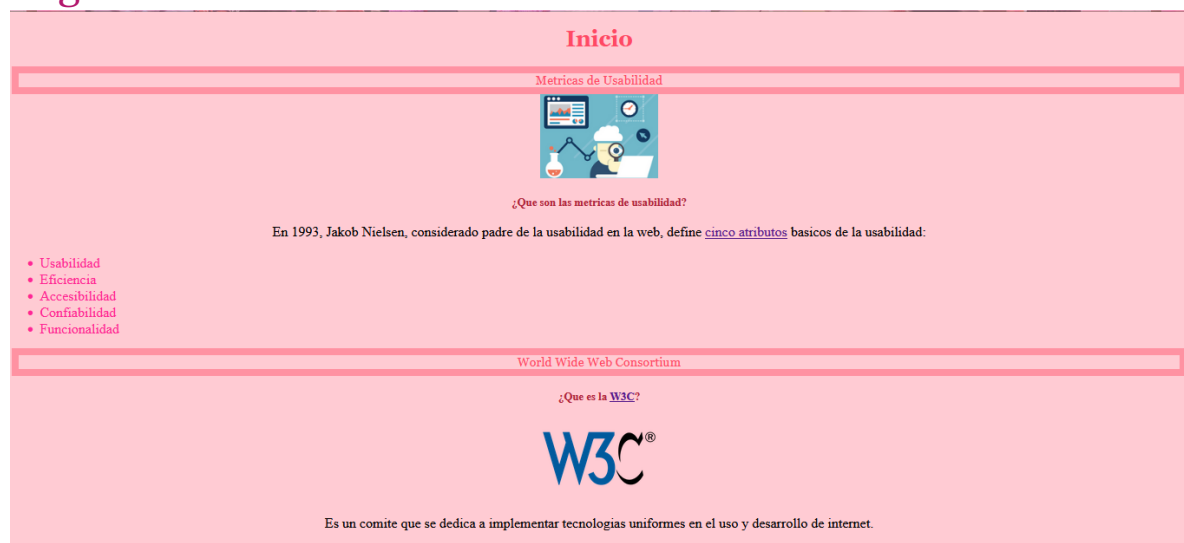 Inicio
Metricas de Usabilidad
¿Que son las metricas de usabilidad?
En 1993, Jakob Nielsen, considerado padre de la usabilidad en la web, define cinco atributos basicos de la usabilidad:
• Usabilidad
• Eficiencia
• Accesibilidad
• Confiabilidad
• Funcionalidad
World Wide Web Consortium
¿Que es la W3C?
W3C®
Es un comite que se dedica a implementar tecnologias uniformes en el uso y desarrollo de internet.